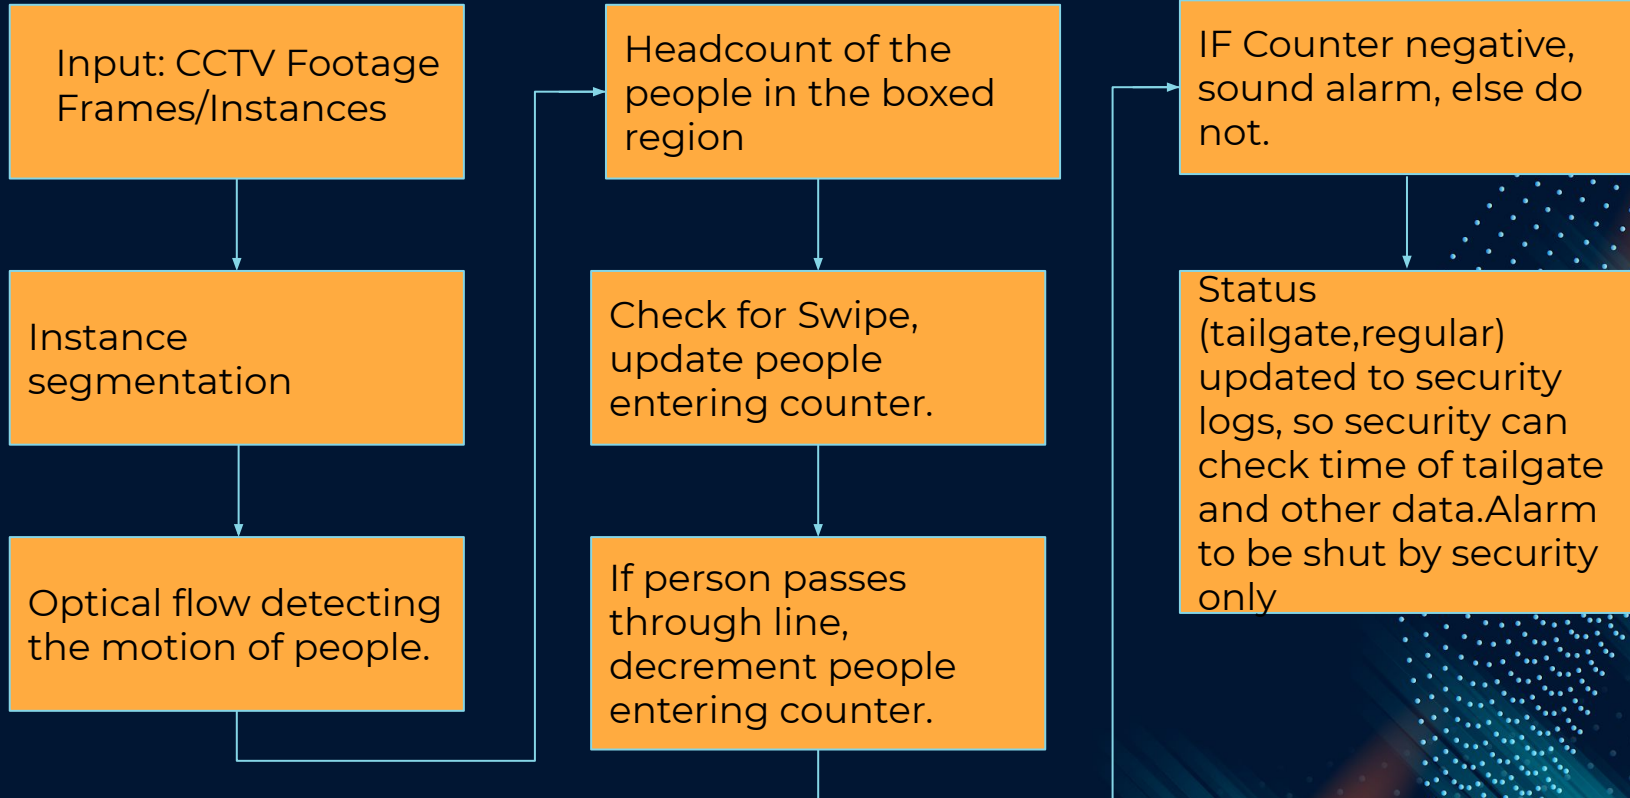 Input: CCTV Footage
Frames/Instances
Instance
segmentation
Optical flow detecting
the motion of people.
Headcount of the
people in the boxed
region
Check for Swipe,
update people
entering counter.
If person passes
through line,
decrement people
entering counter.
IF Counter negative,
sound alarm, else do
not.
Status
(tailgate,regular)
updated to security
logs, so security can
check time of tailgate
and other data.Alarm
to be shut by security
only